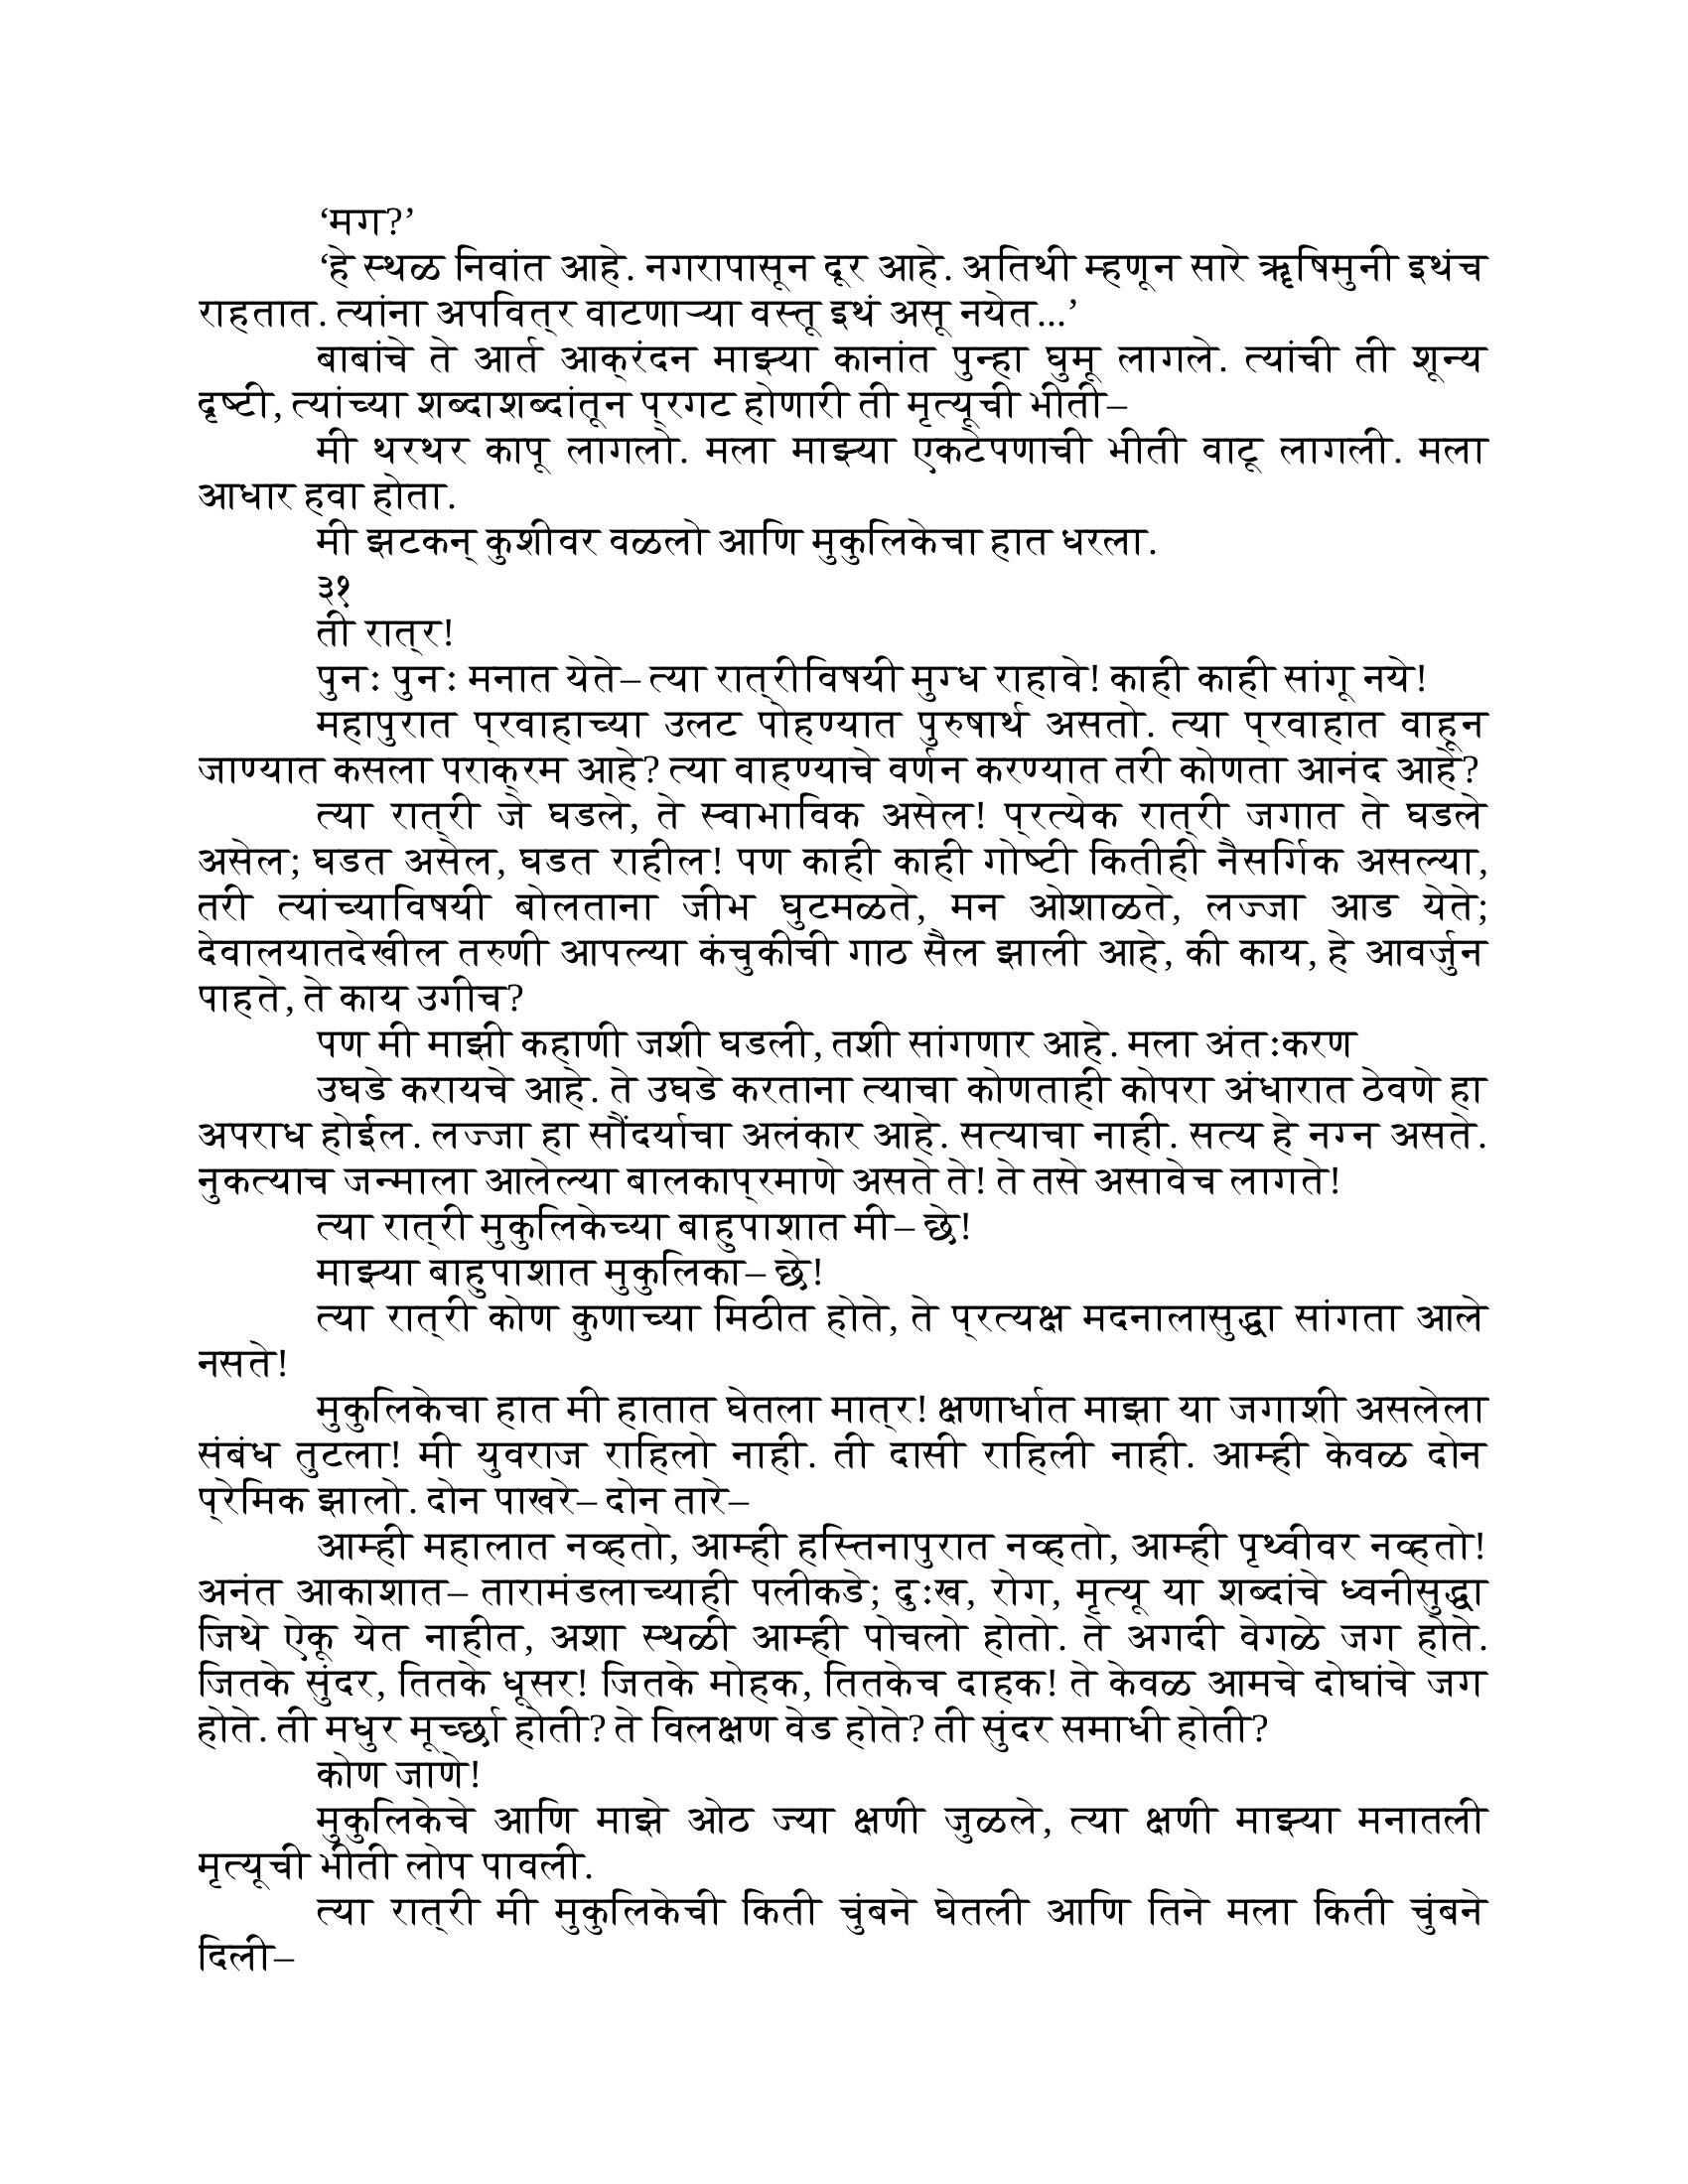 ‘मग?’
‘हे स्थळ निवांत आहे. नगरापासून दूर आहे. अतिथी म्हणून सारे ॠषिमुनी इथंच
राहतात. त्यांना अपवित्र वाटणाऱ्या वस्तू इथं असू नयेत...’
बाबांचे ते आर्त आक्रंदन माझ्या कानांत पुन्हा घुमू लागले. त्यांची ती शून्य
दृष्टी, त्यांच्या शब्दाशब्दांतून प्रगट होणारी ती मृत्यूची भीती–
मी थरथर कापू लागलो. मला माझ्या एकटेपणाची भीती वाटू लागली. मला
आधार हवा होता.
मी झटकन् कुशीवर वळलो आणि मुकुलिकेचा हात धरला.
३१
ती रात्र!
पुनः पुनः मनात येते– त्या रात्रीविषयी मुग्ध राहावे! काही काही सांगू नये!
महापुरात प्रवाहाच्या उलट पोहण्यात पुरुषार्थ असतो. त्या प्रवाहात वाहून
जाण्यात कसला पराक्रम आहे? त्या वाहण्याचे वर्णन करण्यात तरी कोणता आनंद आहे?
त्या रात्री जे घडले, ते स्वाभाविक असेल! प्रत्येक रात्री जगात ते घडले
असेल; घडत असेल, घडत राहील! पण काही काही गोष्टी कितीही नैसर्गिक असल्या,
तरी त्यांच्याविषयी बोलताना जीभ घुटमळते, मन ओशाळते, लज्जा आड येते;
देवालयातदेखील तरुणी आपल्या कंचुकीची गाठ सैल झाली आहे, की काय, हे आवर्जुन
पाहते, ते काय उगीच?
पण मी माझी कहाणी जशी घडली, तशी सांगणार आहे. मला अंतःकरण
उघडे करायचे आहे. ते उघडे करताना त्याचा कोणताही कोपरा अंधारात ठेवणे हा
अपराध होईल. लज्जा हा सौंदर्याचा अलंकार आहे. सत्याचा नाही. सत्य हे नग्न असते.
नुकत्याच जन्माला आलेल्या बालकाप्रमाणे असते ते! ते तसे असावेच लागते!
त्या रात्री मुकुलिकेच्या बाहुपाशात मी– छे!
माझ्या बाहुपाशात मुकुलिका– छे!
त्या रात्री कोण कुणाच्या मिठीत होते, ते प्रत्यक्ष मदनालासुद्धा सांगता आले
नसते!
मुकुलिकेचा हात मी हातात घेतला मात्र! क्षणार्धात माझा या जगाशी असलेला
संबंध तुटला! मी युवराज राहिलो नाही. ती दासी राहिली नाही. आम्ही केवळ दोन
प्रेमिक झालो. दोन पाखरे– दोन तारे–
आम्ही महालात नव्हतो, आम्ही हस्तिनापुरात नव्हतो, आम्ही पृथ्वीवर नव्हतो!
अनंत आकाशात– तारामंडलाच्याही पलीकडे; दुःख, रोग, मृत्यू या शब्दांचे ध्वनीसुद्धा
जिथे ऐकू येत नाहीत, अशा स्थळी आम्ही पोचलो होतो. ते अगदी वेगळे जग होते.
जितके सुंदर, तितके धूसर! जितके मोहक, तितकेच दाहक! ते केवळ आमचे दोघांचे जग
होते. ती मधुर मूर्च्छा होती? ते विलक्षण वेड होते? ती सुंदर समाधी होती?
कोण जाणे!
मुकुलिकेचे आणि माझे ओठ ज्या क्षणी जुळले, त्या क्षणी माझ्या मनातली
मृत्यूची भीती लोप पावली.
त्या रात्री मी मुकुलिकेची किती चुंबने घेतली आणि तिने मला किती चुंबने
दिली–